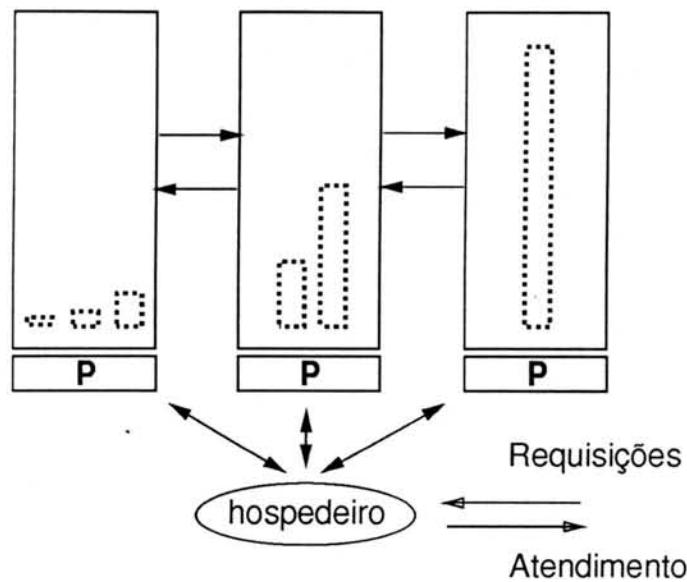 P
P
P
Requisições
hospedeiro
Atendimento